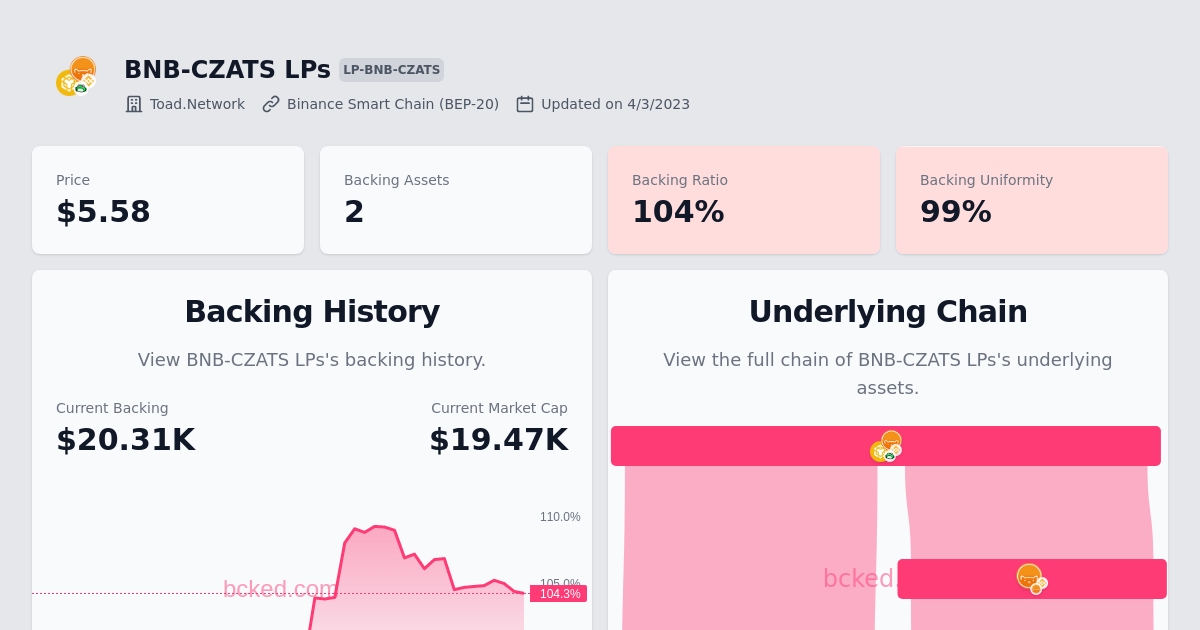 BNB-CZATS LPs LP-BNB-CZATS
Toad.Network Binance Smart Chain (BEP-20) Updated on 4/3/2023
Price
$5.58
Backing Assets
2
Backing Ratio
104%
Backing Uniformity
99%
Backing History
View BNB-CZATS LPs's backing history.
Current Backing
$20.31K
Current Market Cap
$19.47K
110.0%
105.0%
104.3%
bcked.com
Underlying Chain
View the full chain of BNB-CZATS LPs's underlying
assets.
bcked.